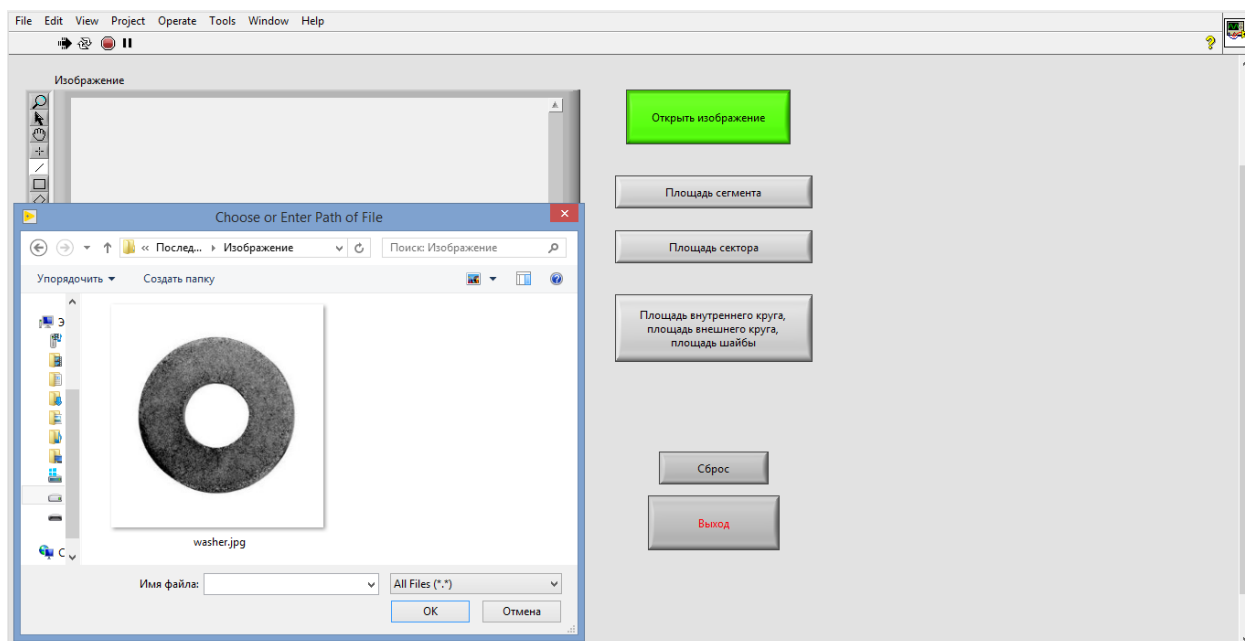 File Edit View Project Operate Tools Window Help
Изображение
Открыть изображение
Площадь сегмента
Площадь сектора
Площадь внутреннего круга,
площадь внешнего круга,
площадь шайбы
Сброс
Выход
Choose or Enter Path of File
« Послед... Изображение
Поиск: Изображение
Упорядочить
Создать папку
Э
С
washer.jpg
Имя файла:
All Files (*.*)
OK
Отмена